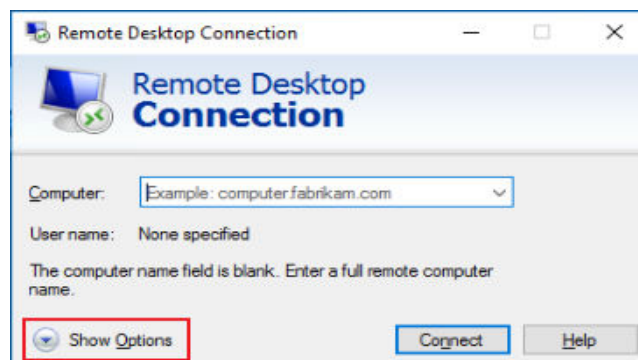 Remote Desktop Connection
Remote Desktop
Connection
Computer: Example: computer.fabrikam.com
User name: None specified
The computer name field is blank. Enter a full remote computer
name.
Show Options Connect Help